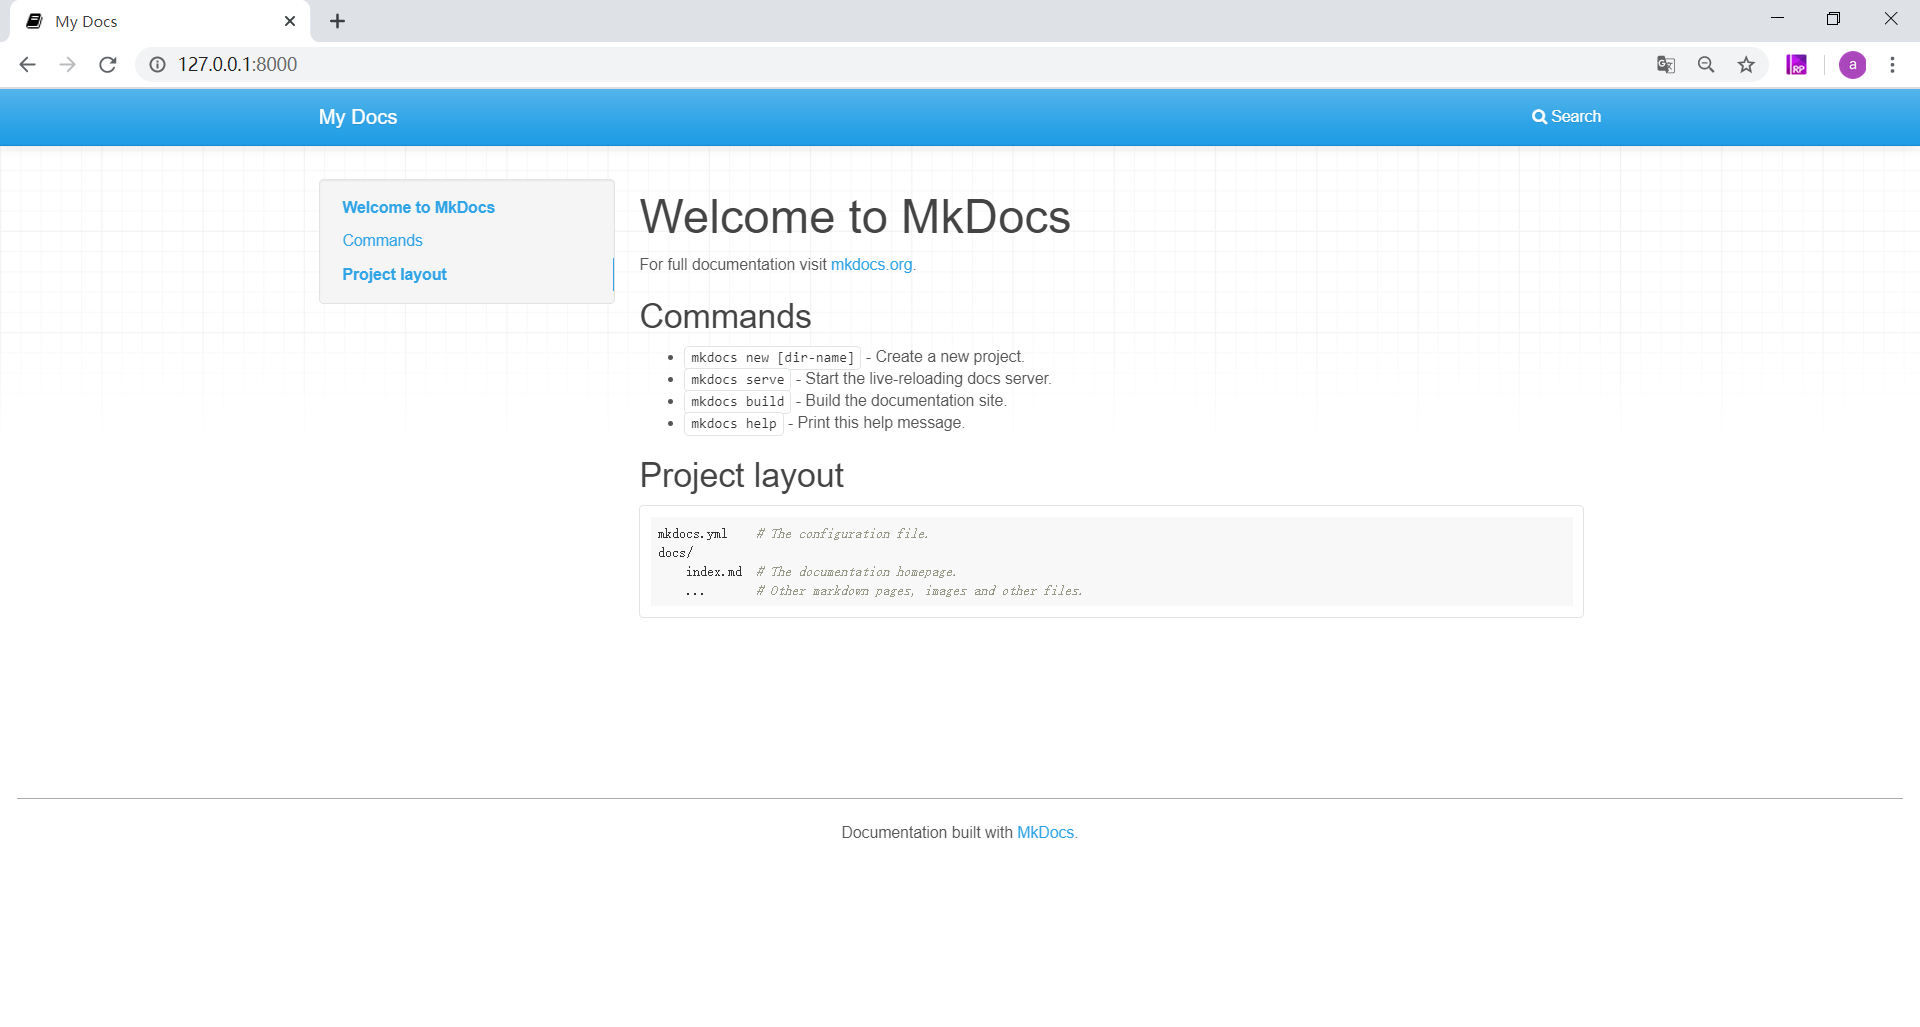 My Docs
127.0.0.1:8000
RP
a
My Docs
Search
Welcome to MkDocs
Commands
Project layout
Welcome to MkDocs
For full documentation visit mkdocs.org.
Commands
mkdocs new [dir-name] - Create a new project.
mkdocs serve - Start the live-reloading docs server.
mkdocs build - Build the documentation site.
mkdocs help - Print this help message.
Project layout
mkdocs.yml    # The configuration file.
docs/
    index.md  # The documentation homepage.
    ...       # Other markdown pages, images and other files.
Documentation built with MkDocs.